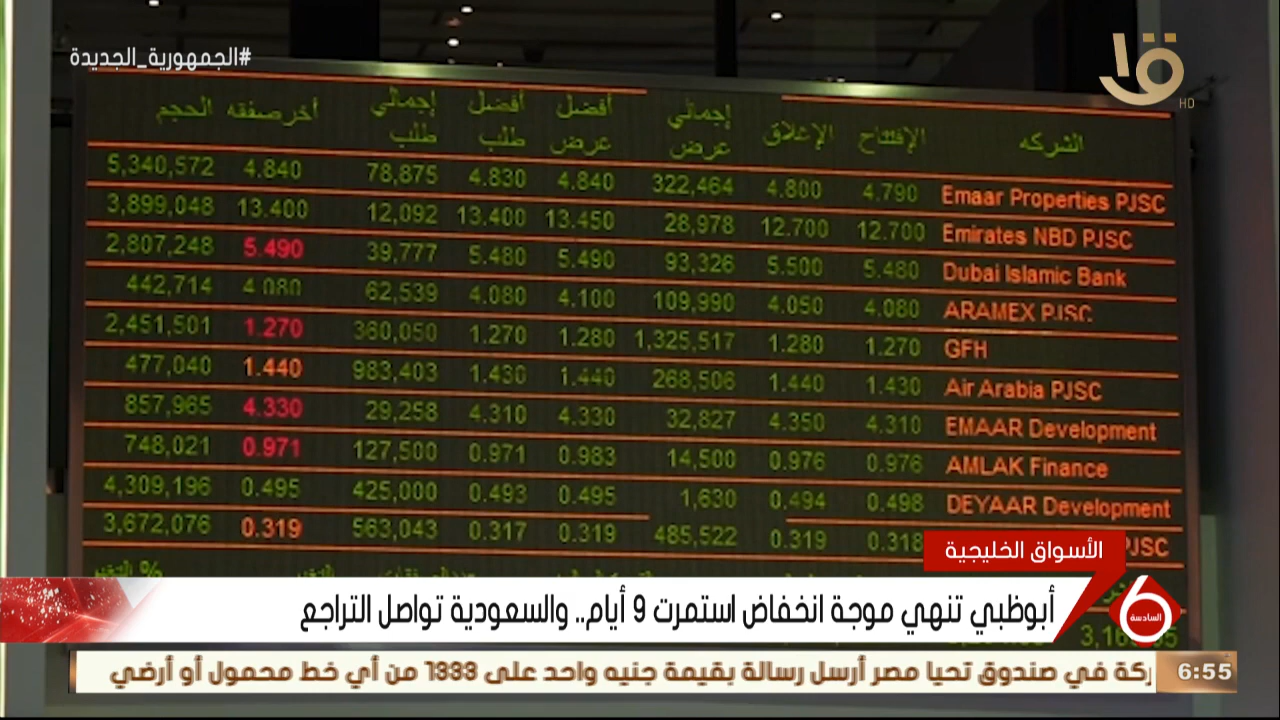 #الجمهورية_الجديدة
HD
الشركه الإفتتاح الإغلاق إجمالي عرض أفضل عرض أفضل طلب إجمالي طلب أخر صفقه الحجم
Emaar Properties PJSC 4.790 4.800 322,464 4.840 4.830 78,875 4.840 5,340,572
Emirates NBD PJSC 12.700 12.700 28,978 13.450 13.400 12,092 13.400 3,899,048
Dubai Islamic Bank 5.480 5.500 93,326 5.490 5.480 39,777 5.490 2,807,248
ARAMEX PJSC 4.080 4.050 109,990 4.100 4.080 62,539 4.080 442,714
GFH 1.270 1.280 1,325,517 1.280 1.270 360,050 1.270 2,451,501
Air Arabia PJSC 1.430 1.440 268,506 1.440 1.430 983,403 1.440 477,040
EMAAR Development 4.310 4.350 32,827 4.330 4.310 29,258 4.330 857,965
AMLAK Finance 0.976 0.976 14,500 0.983 0.971 127,500 0.971 748,021
DEYAAR Development 0.498 0.494 1,630 0.495 0.493 425,000 0.495 4,309,196
PJSC 0.318 0.319 485,522 0.319 0.317 563,043 0.319 3,672,076
الأسواق الخليجية
أبوظبي تنهي موجة انخفاض استمرت 9 أيام.. والسعودية تواصل التراجع
السادسة
ركة في صندوق تحيا مصر أرسل رسالة بقيمة جنيه واحد على 1333 من أي خط محمول أو أرضي
6:55